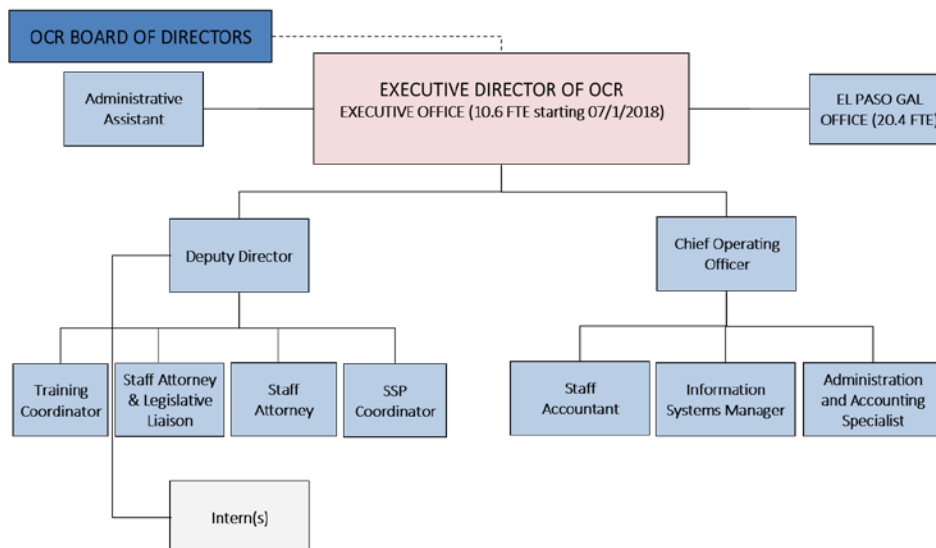 OCR BOARD OF DIRECTORS
EXECUTIVE DIRECTOR OF OCR
EXECUTIVE OFFICE (10.6 FTE starting 07/1/2018)
Administrative
Assistant
EL PASO GAL
OFFICE (20.4 FTE)
Deputy Director
Chief Operating
Officer
Training
Coordinator
Staff Attorney
& Legislative
Liaison
Staff
Attorney
SSP
Coordinator
Staff
Accountant
Information
Systems Manager
Administration
and Accounting
Specialist
Intern(s)